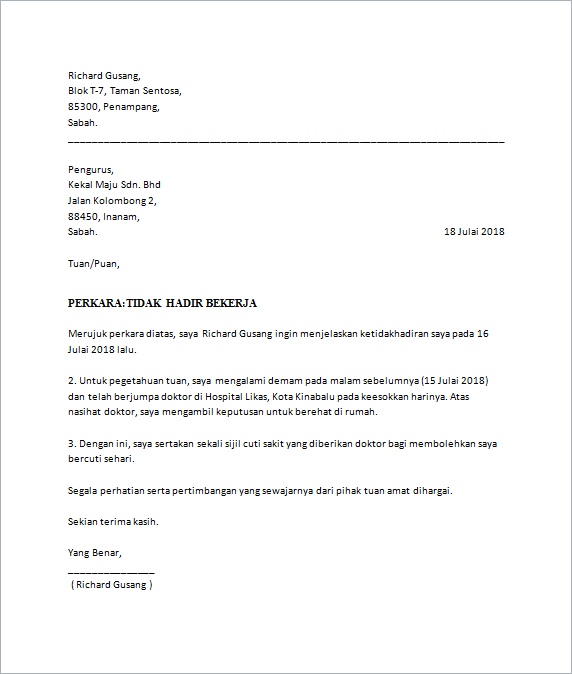 Richard Gusang,
Blok T-7, Taman Sentosa,
85300, Penampang,
Sabah.
Pengurus,
Kekal Maju Sdn. Bhd
Jalan Kolombong 2,
88450, Inanam,
Sabah. 18 Julai 2018
Tuan/Puan,
PERKARA: TIDAK HADIR BEKERJA
Merujuk perkara diatas, saya Richard Gusang ingin menjelaskan ketidakhadiran saya pada 16
Julai 2018 lalu.
2. Untuk pegetahuan tuan, saya mengalami demam pada malam sebelumnya (15 Julai 2018)
dan telah berjumpa doktor di Hospital Likas, Kota Kinabalu pada keesokkan harinya. Atas
nasihat doktor, saya mengambil keputusan untuk berehat di rumah.
3. Dengan ini, saya sertakan sekali sijil cuti sakit yang diberikan doktor bagi membolehkan saya
bercuti sehari.
Segala perhatian serta pertimbangan yang sewajarnya dari pihak tuan amat dihargai.
Sekian terima kasih.
Yang Benar,
( Richard Gusang )